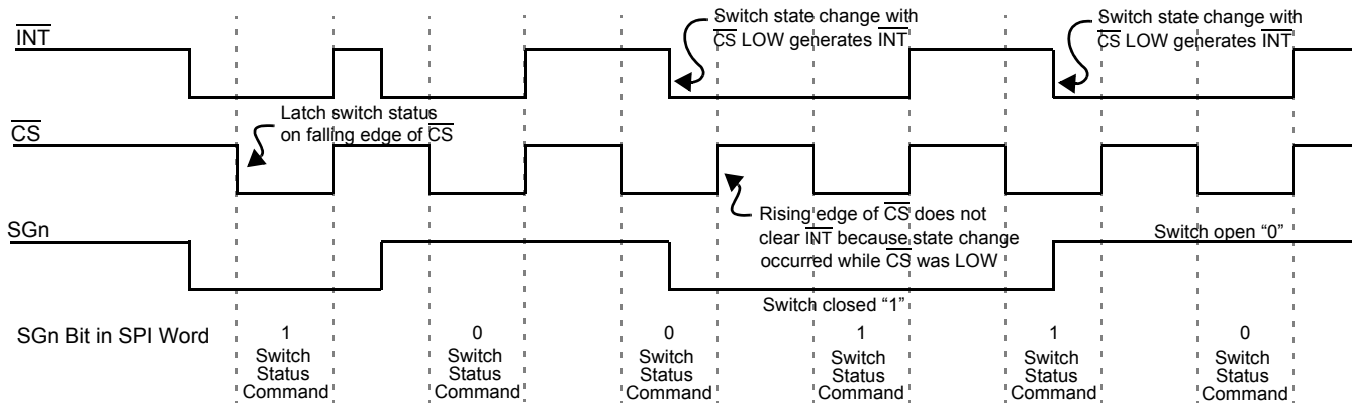 INT
Switch state change with
CS LOW generates INT
Switch state change with
CS LOW generates INT
CS
Latch switch status
on falling edge of CS
SGn
Rising edge of CS does not
clear INT because state change
occurred while CS was LOW
Switch open “0”
Switch closed “1”
SGn Bit in SPI Word
1
Switch
Status
Command
0
Switch
Status
Command
0
Switch
Status
Command
1
Switch
Status
Command
1
Switch
Status
Command
0
Switch
Status
Command